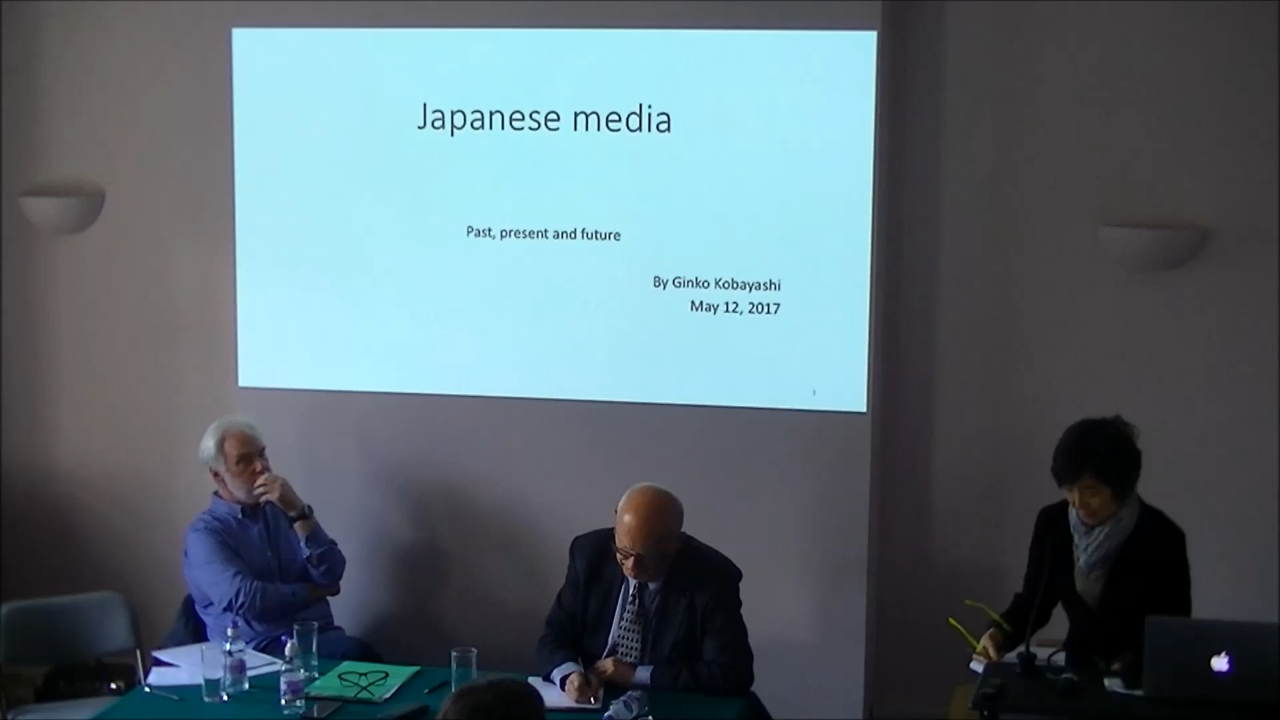 Japanese media
Past, present and future
By Ginko Kobayashi
May 12, 2017